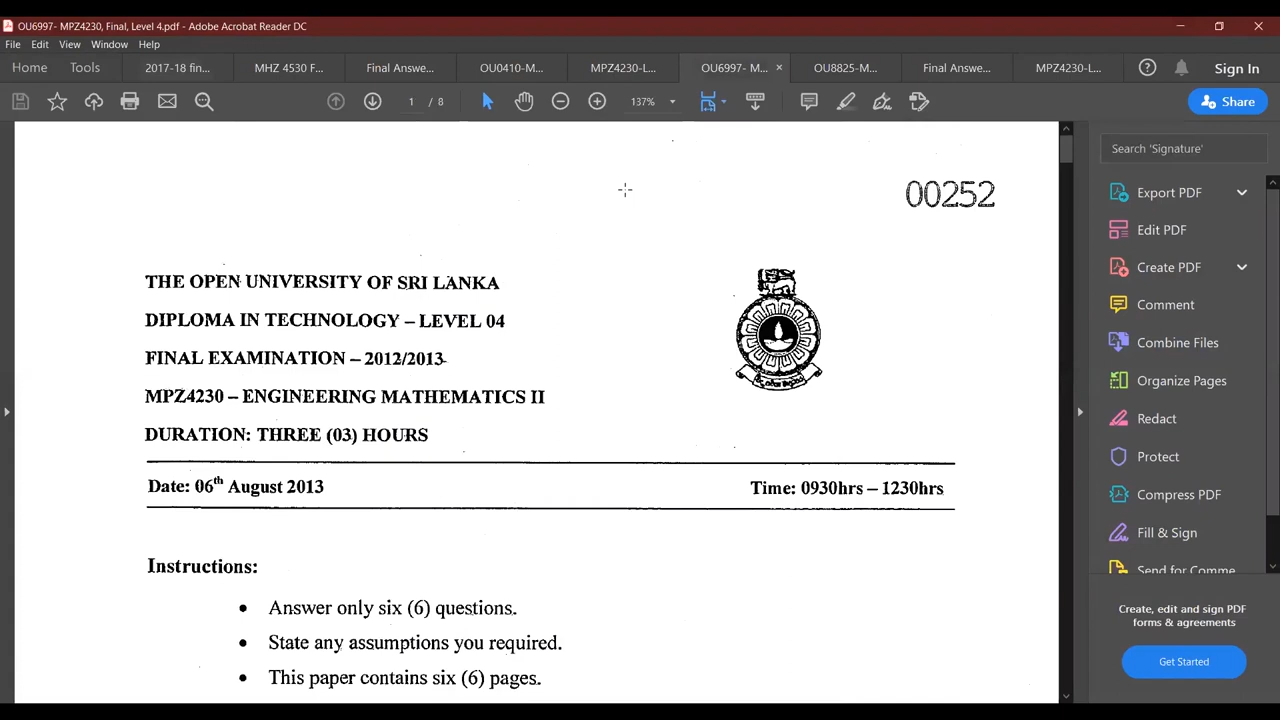 OU6997- MPZ4230, Final, Level 4.pdf - Adobe Acrobat Reader DC
File Edit View Window Help
Home Tools 2017-18 fin... MHZ 4530 F... Final Answe... OU0410-M... MPZ4230-L... OU6997- M... × OU8825-M... Final Answe... MPZ4230-L... Sign In
1 / 8 137% Share
Search 'Signature'
00252
Export PDF
Edit PDF
Create PDF
Comment
Combine Files
Organize Pages
Redact
Protect
Compress PDF
Fill & Sign
Send for Comme
Create, edit and sign PDF
forms & agreements
Get Started
THE OPEN UNIVERSITY OF SRI LANKA
DIPLOMA IN TECHNOLOGY – LEVEL 04
FINAL EXAMINATION – 2012/2013
MPZ4230 – ENGINEERING MATHEMATICS II
DURATION: THREE (03) HOURS
Date: 06th August 2013 Time: 0930hrs – 1230hrs
Instructions:
• Answer only six (6) questions.
• State any assumptions you required.
• This paper contains six (6) pages.